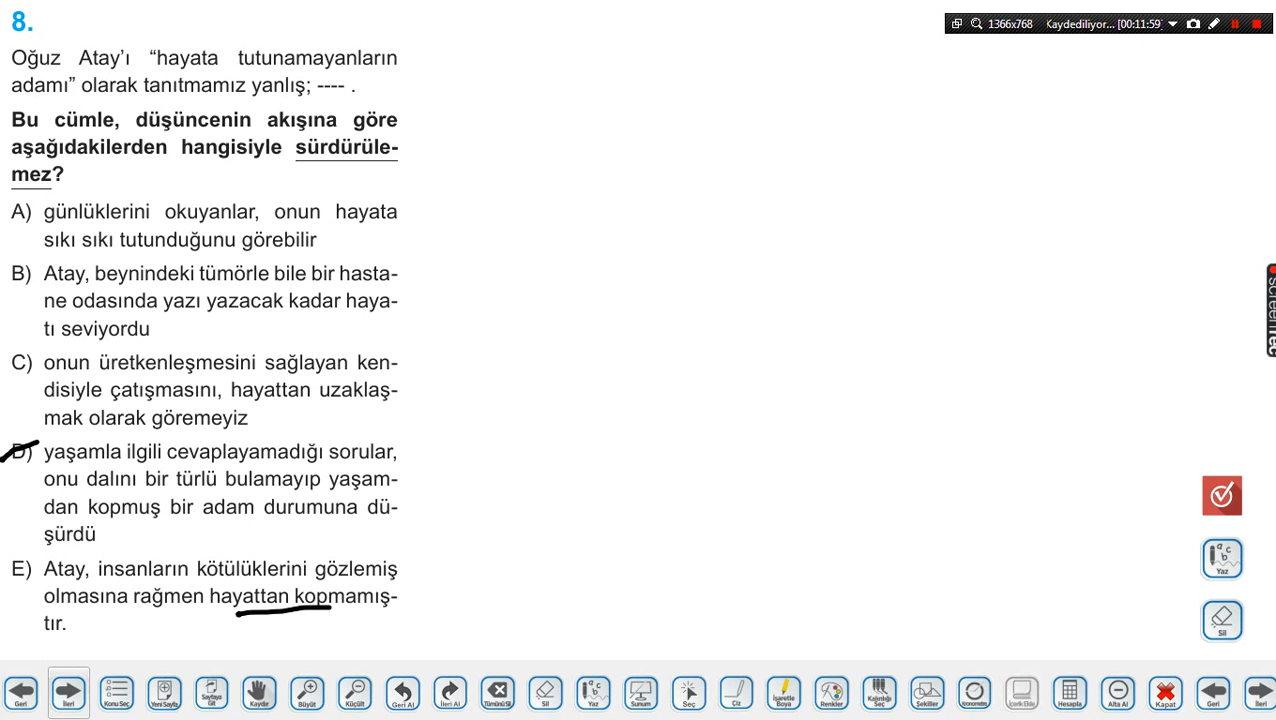 8.
1366x768 Kaydediliyor... [00:11:59]
Oğuz Atay’ı “hayata tutunamayanların
adamı” olarak tanıtmamız yanlış; ---- .
Bu cümle, düşüncenin akışına göre
aşağıdakilerden hangisiyle sürdürüle-
mez?
A) günlüklerini okuyanlar, onun hayata
sıkı sıkı tutunduğunu görebilir
B) Atay, beynindeki tümörle bile bir hasta-
ne odasında yazı yazacak kadar haya-
tı seviyordu
C) onun üretkenleşmesini sağlayan ken-
disiyle çatışmasını, hayattan uzaklaş-
mak olarak göremeyiz
D) yaşamla ilgili cevaplayamadığı sorular,
onu dalını bir türlü bulamayıp yaşam-
dan kopmuş bir adam durumuna dü-
şürdü
E) Atay, insanların kötülüklerini gözlemiş
olmasına rağmen hayattan kopmamış-
tır.
screenrec
a b c
Yaz
Sil
Geri İleri Konu Seç Yeni Sayfa Sayfaya Git Kaydır Büyüt Küçült Geri Al İleri Al Tümünü Sil Sil Yaz Sunum Seç Çiz İşaretle Boya Renkler Kalınlığı Seç Şekiller Kronometre İçerik Ekle Hesapla Alta Al Kapat Geri İleri